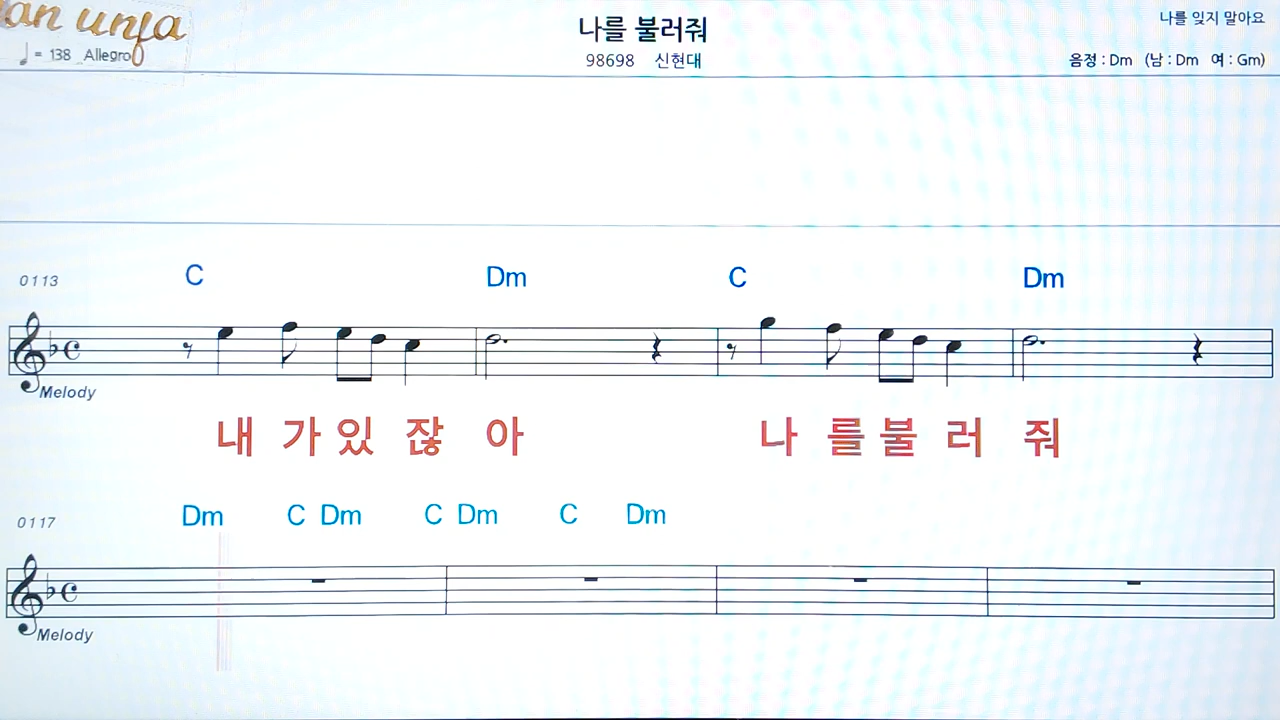 나를 불러줘
나를 잊지 말아요
= 138 Allegro
98698 신현대
음정 : Dm (남 : Dm 여 : Gm)
0113 C Dm C Dm
Melody
내 가 있 잖 아 나 를 불 러 줘
0117 Dm C Dm C Dm C Dm
Melody